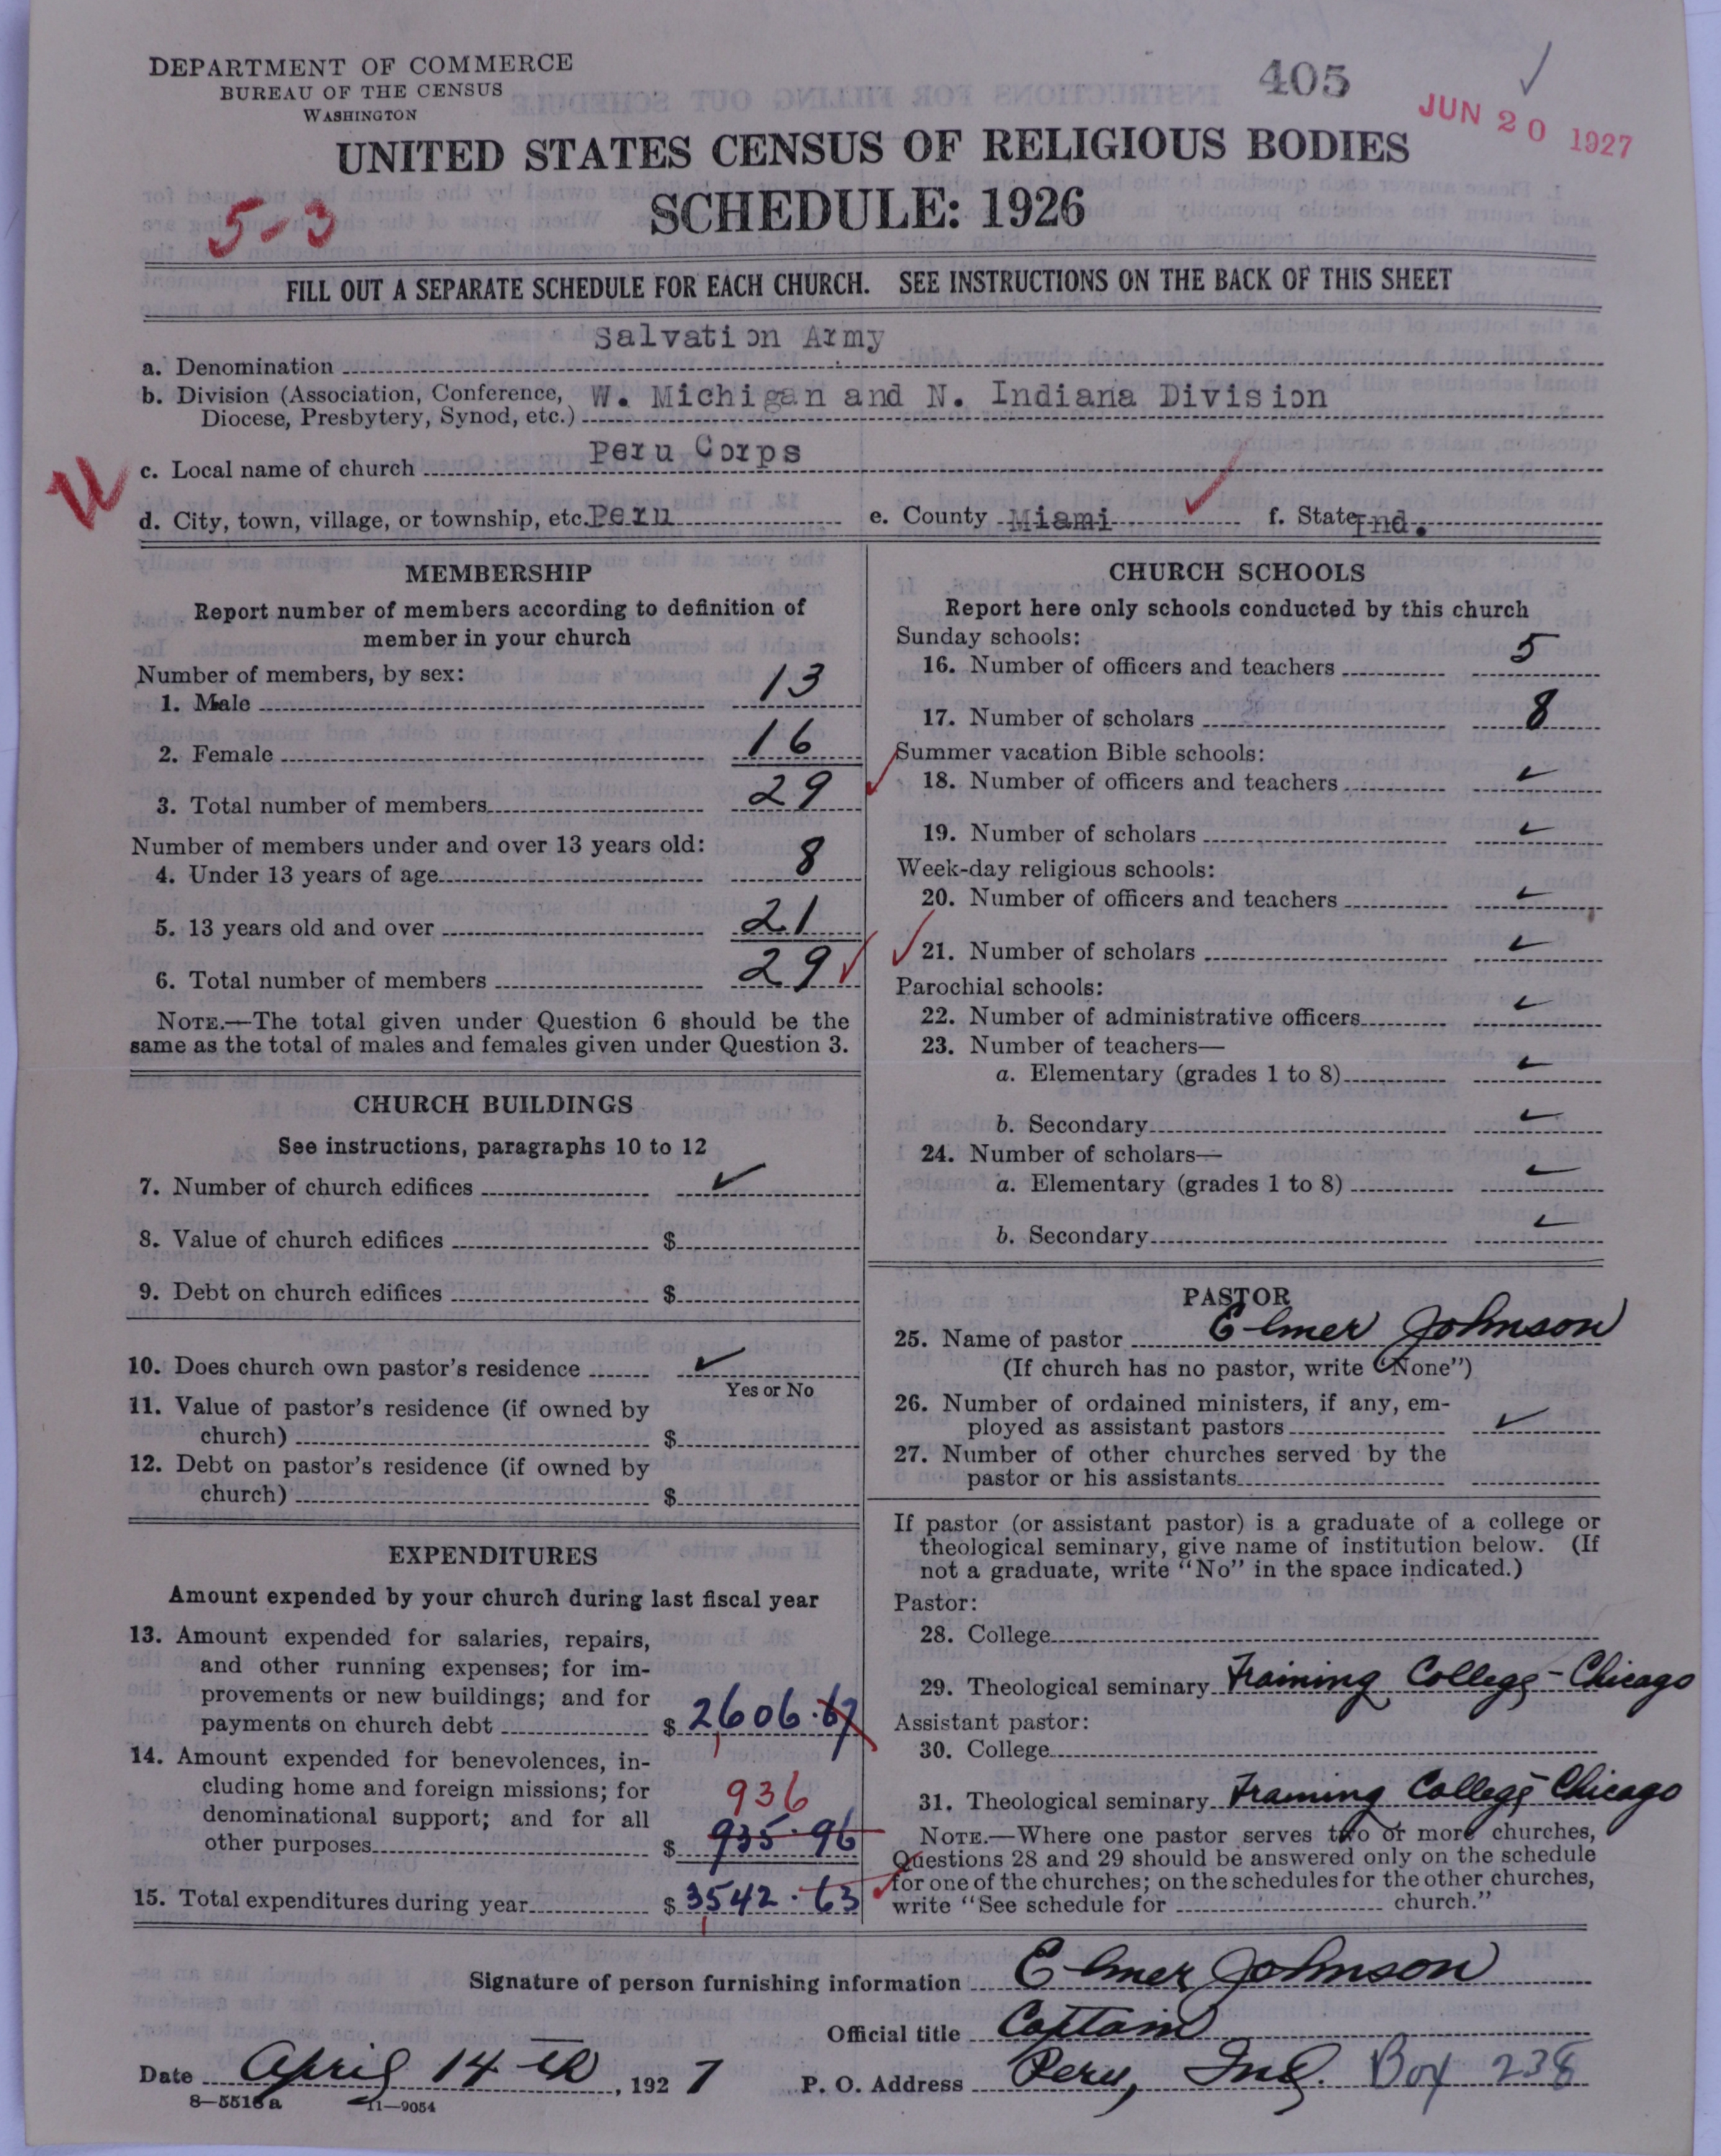 DEPARTMENT OF COMMERCE
BUREAU OF THE CENSUS
WASHINGTON
405
JUN 20 1927
UNITED STATES CENSUS OF RELIGIOUS BODIES
SCHEDULE: 1926
5-3
FILL OUT A SEPARATE SCHEDULE FOR EACH CHURCH. SEE INSTRUCTIONS ON THE BACK OF THIS SHEET
a. Denomination Salvation Army
b. Division (Association, Conference, Diocese, Presbytery, Synod, etc.) W. Michigan and N. Indiana Division
c. Local name of church Peru Corps
d. City, town, village, or township, etc. Peru e. County Miami f. State Ind.
MEMBERSHIP
Report number of members according to definition of
member in your church
Number of members, by sex:
1. Male 13
2. Female 16
3. Total number of members 29
Number of members under and over 13 years old:
4. Under 13 years of age 8
5. 13 years old and over 21
6. Total number of members 29
NOTE.—The total given under Question 6 should be the
same as the total of males and females given under Question 3.
CHURCH BUILDINGS
See instructions, paragraphs 10 to 12
7. Number of church edifices ✓
8. Value of church edifices $
9. Debt on church edifices $
10. Does church own pastor's residence ✓
Yes or No
11. Value of pastor's residence (if owned by
church) $
12. Debt on pastor's residence (if owned by
church) $
EXPENDITURES
Amount expended by your church during last fiscal year
13. Amount expended for salaries, repairs,
and other running expenses; for im-
provements or new buildings; and for
payments on church debt $ 2606.67
14. Amount expended for benevolences, in-
cluding home and foreign missions; for 936
denominational support; and for all
other purposes $ 935.96
15. Total expenditures during year $ 3542.63
CHURCH SCHOOLS
Report here only schools conducted by this church
Sunday schools:
16. Number of officers and teachers 5
17. Number of scholars 8
Summer vacation Bible schools:
18. Number of officers and teachers ✓
19. Number of scholars ✓
Week-day religious schools:
20. Number of officers and teachers ✓
21. Number of scholars ✓
Parochial schools:
22. Number of administrative officers ✓
23. Number of teachers—
a. Elementary (grades 1 to 8) ✓
b. Secondary ✓
24. Number of scholars—
a. Elementary (grades 1 to 8) ✓
b. Secondary ✓
PASTOR
25. Name of pastor Elmer Johnson
(If church has no pastor, write "None")
26. Number of ordained ministers, if any, em-
ployed as assistant pastors ✓
27. Number of other churches served by the
pastor or his assistants
If pastor (or assistant pastor) is a graduate of a college or
theological seminary, give name of institution below. (If
not a graduate, write "No" in the space indicated.)
Pastor:
28. College
29. Theological seminary Training College-Chicago
Assistant pastor:
30. College
31. Theological seminary Training College-Chicago
NOTE.—Where one pastor serves two or more churches,
Questions 28 and 29 should be answered only on the schedule
for one of the churches; on the schedules for the other churches,
write "See schedule for church."
Signature of person furnishing information Elmer Johnson
Official title Captain
Date April 14th, 1927 P. O. Address Peru, Ind. Box 238
8—5516a 11—9054